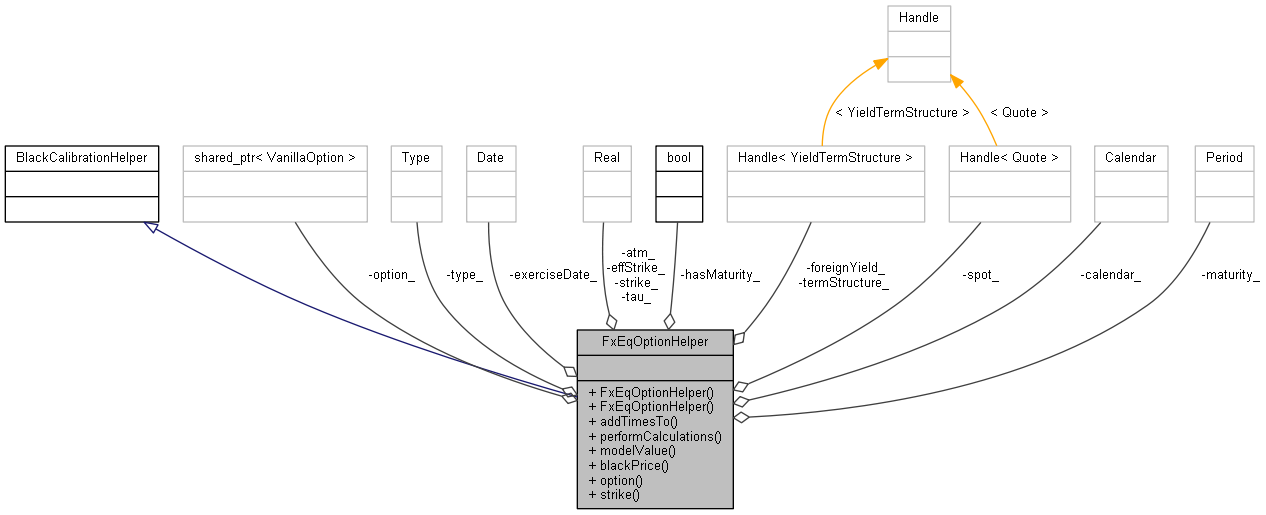 Handle
< YieldTermStructure >
< Quote >
BlackCalibrationHelper
shared_ptr< VanillaOption >
Type
Date
Real
bool
Handle< YieldTermStructure >
Handle< Quote >
Calendar
Period
-option_
-type_
-exerciseDate_
-atm_
-effStrike_
-strike_
-tau_
-hasMaturity_
-foreignYield_
-termStructure_
-spot_
-calendar_
-maturity_
FxEqOptionHelper
+ FxEqOptionHelper()
+ FxEqOptionHelper()
+ addTimesTo()
+ performCalculations()
+ modelValue()
+ blackPrice()
+ option()
+ strike()